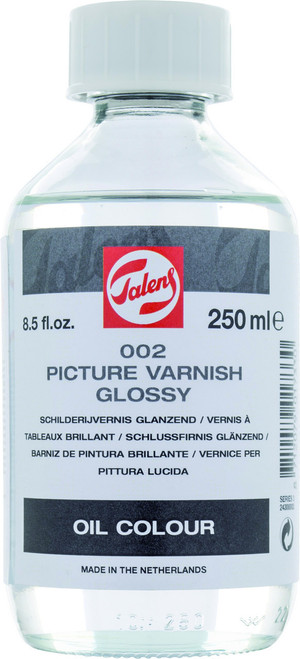 Talens
8.5 fl.oz. 250 ml e
002
PICTURE VARNISH
GLOSSY
SCHILDERIJVERNIS GLANZEND / VERNIS À
TABLEAUX BRILLANT / SCHLUSSFIRNIS GLÄNZEND /
BARNIZ DE PINTURA BRILLANTE / VERNICE PER
PITTURA LUCIDA
OIL COLOUR
MADE IN THE NETHERLANDS